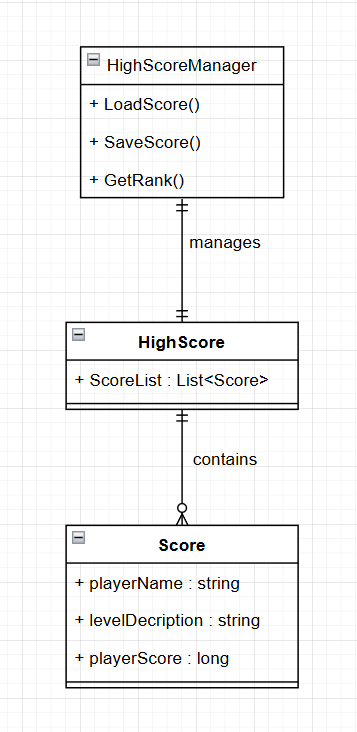 HighScoreManager
+ LoadScore()
+ SaveScore()
+ GetRank()
manages
HighScore
+ ScoreList : List<Score>
contains
Score
+ playerName : string
+ levelDecription : string
+ playerScore : long